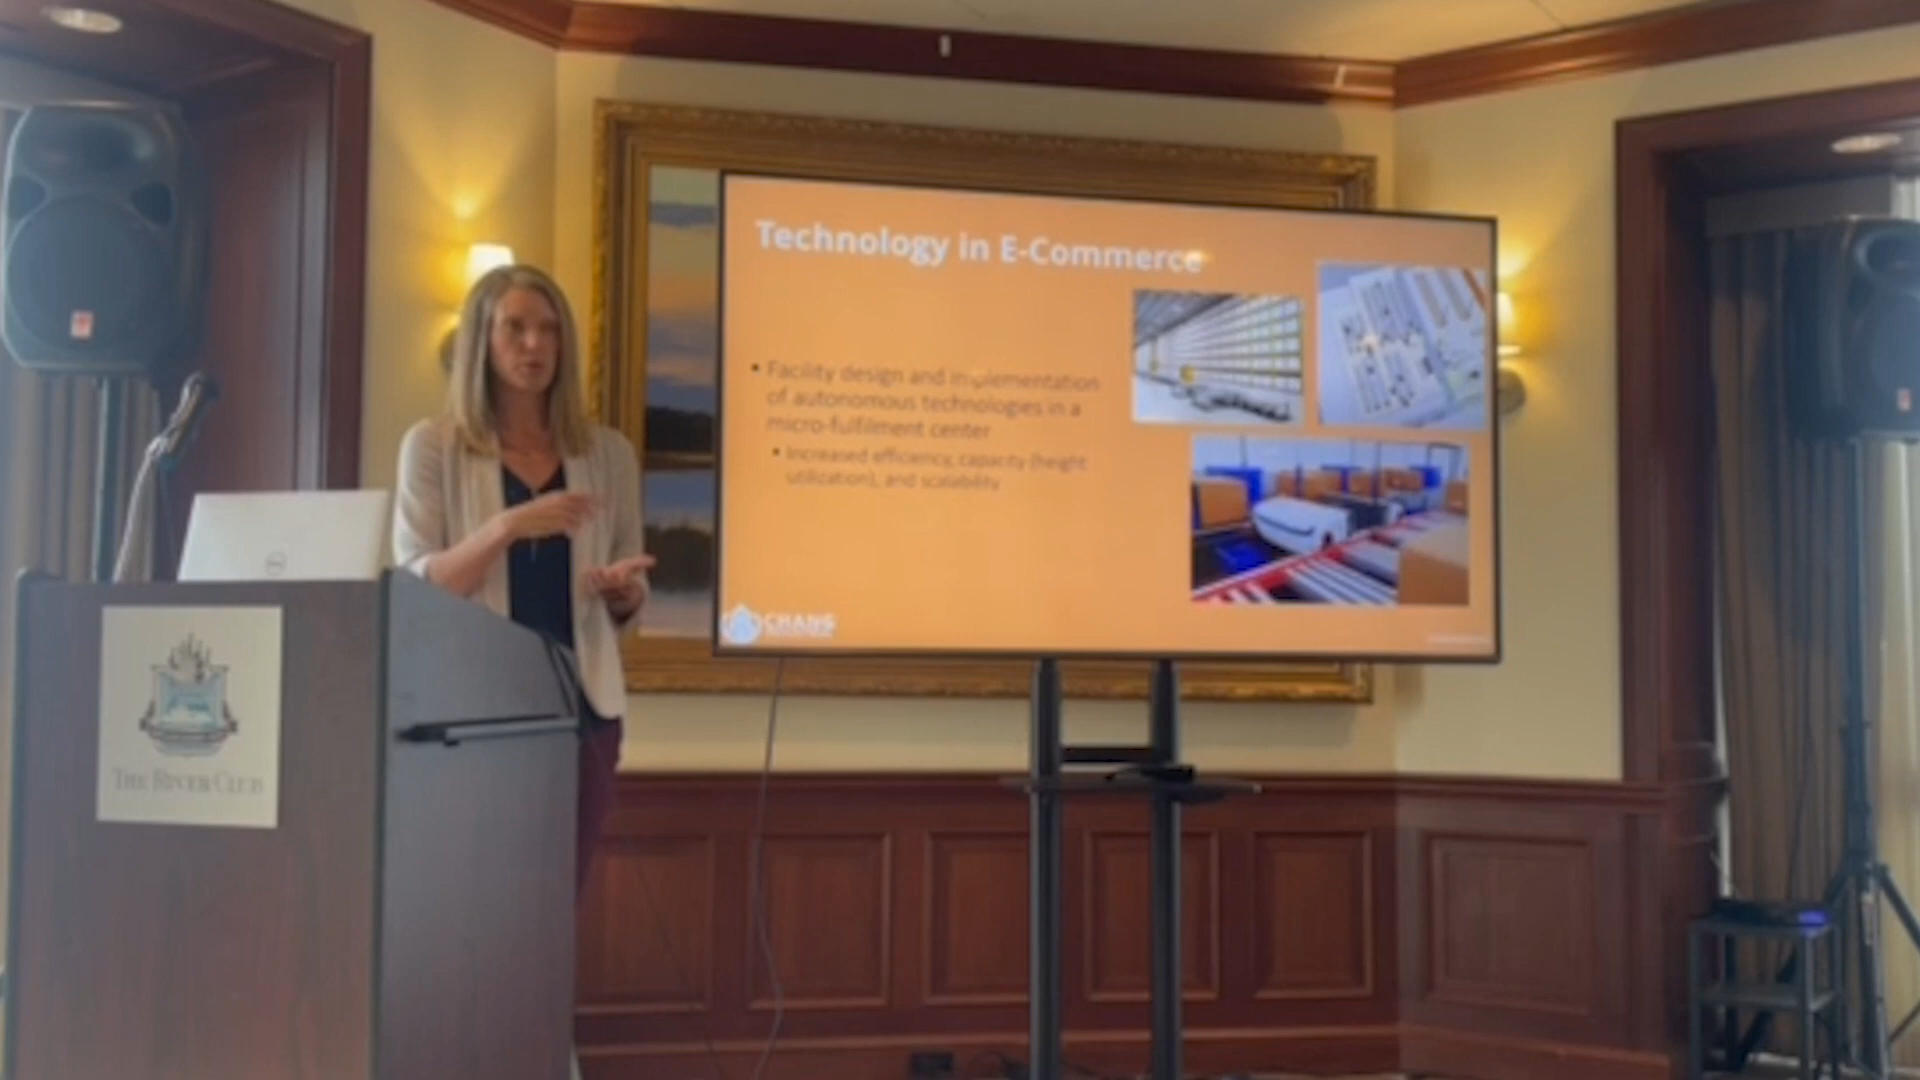 Technology in E-Commerce
• Facility design and implementation
of autonomous technologies in a
micro-fulfilment center
• Increased efficiency, capacity (height
utilization), and scalability
CHANG
THE RIVER CLUB